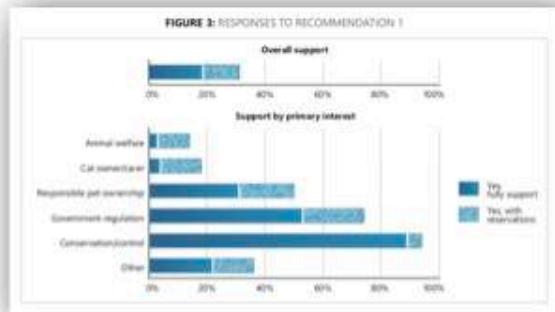 FIGURE 3: RESPONSES TO RECOMMENDATION 1
Overall support
0% 20% 40% 60% 80% 100%
Support by primary interest
Animal welfare
Cat owner/carer
Responsible pet ownership
Government regulation
Conservation/control
Other
0% 20% 40% 60% 80% 100%
Yes,
fully support
Yes, with
reservations